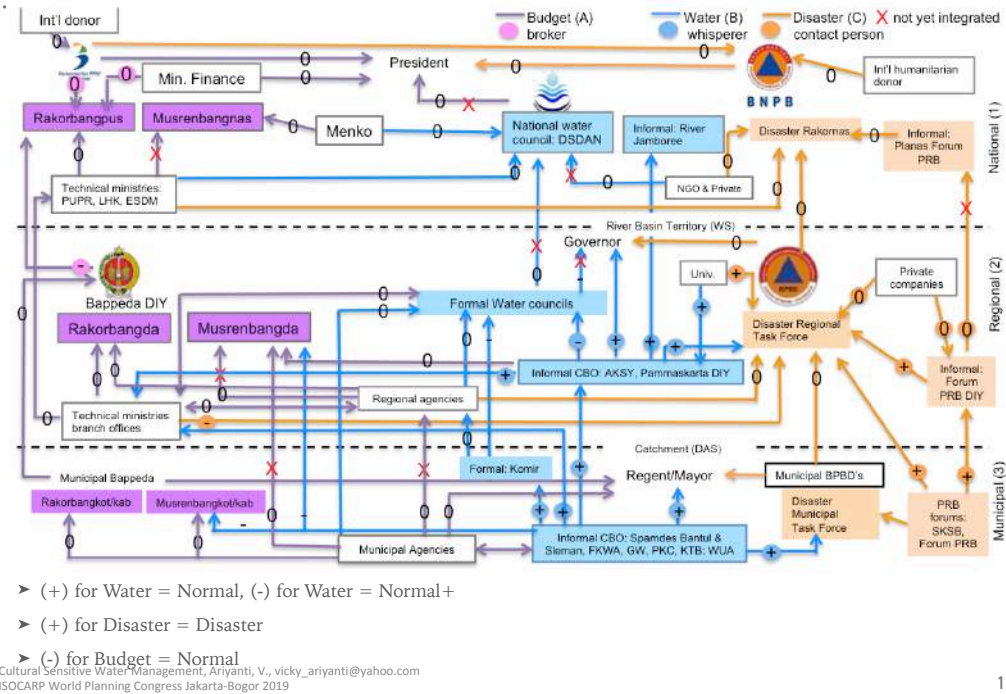 Int'l donor
Budget (A)
broker
Water (B)
whisperer
Disaster (C)
contact person
X not yet integrated
President
Min. Finance
BNPB
Int'l humanitarian
donor
Rakorbangpus
Musrenbangnas
Menko
National water
council: DSDAN
Informal: River
Jamboree
Disaster Rakornas
Informal:
Planas Forum
PRB
National (1)
Technical ministries:
PUPR, LHK, ESDM
NGO & Private
River Basin Territory (WS)
Governor
Bappeda DIY
Formal Water councils
Univ.
Private
companies
Regional (2)
Rakorbangda
Musrenbangda
Disaster Regional
Task Force
Informal CBO: AKSY, Pammaskarta DIY
Informal:
Forum
PRB DIY
Regional agencies
Technical ministries
branch offices
Catchment (DAS)
Municipal Bappeda
Formal: Komir
Regent/Mayor
Municipal BPBD's
Municipal (3)
Rakorbangkot/kab
Musrenbangkot/kab
Disaster
Municipal
Task Force
PRB
forums:
SKSB,
Forum PRB
Municipal Agencies
Informal CBO: Spamdes Bantul &
Sleman, FKWA, GW, PKC, KTB: WUA
➤ (+) for Water = Normal, (-) for Water = Normal+
➤ (+) for Disaster = Disaster
➤ (-) for Budget = Normal
Cultural Sensitive Water Management, Ariyanti, V., vicky_ariyanti@yahoo.com
ISOCARP World Planning Congress Jakarta-Bogor 2019
1